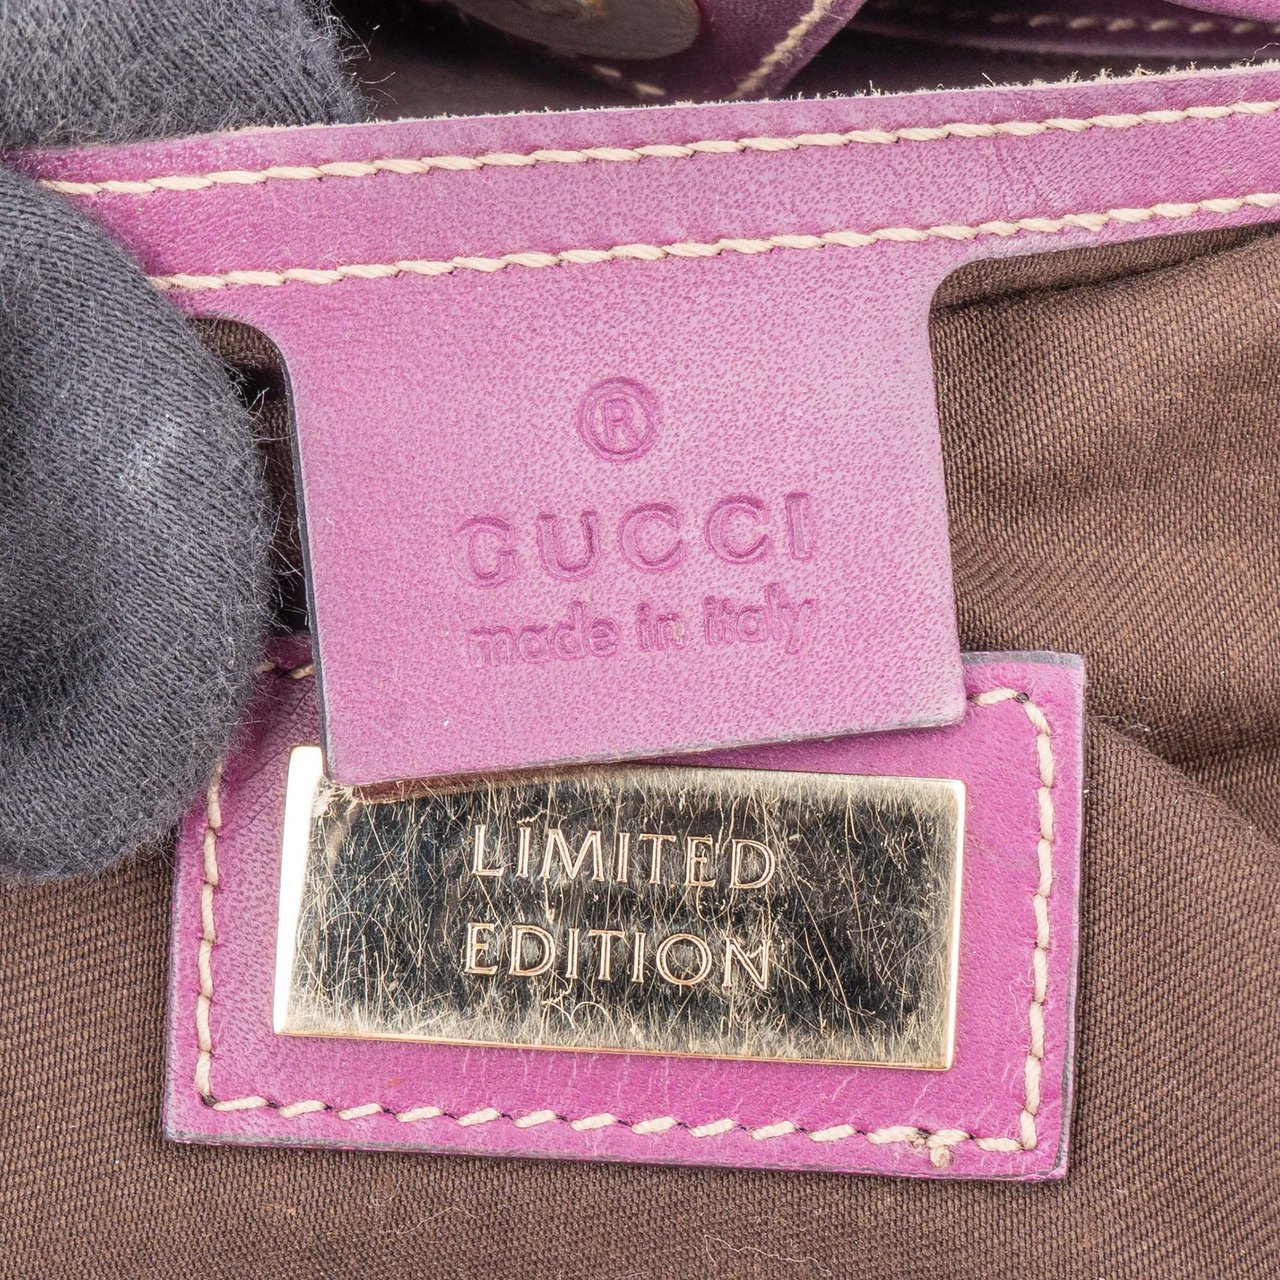 ®
GUCCI
made in italy
LIMITED
EDITION